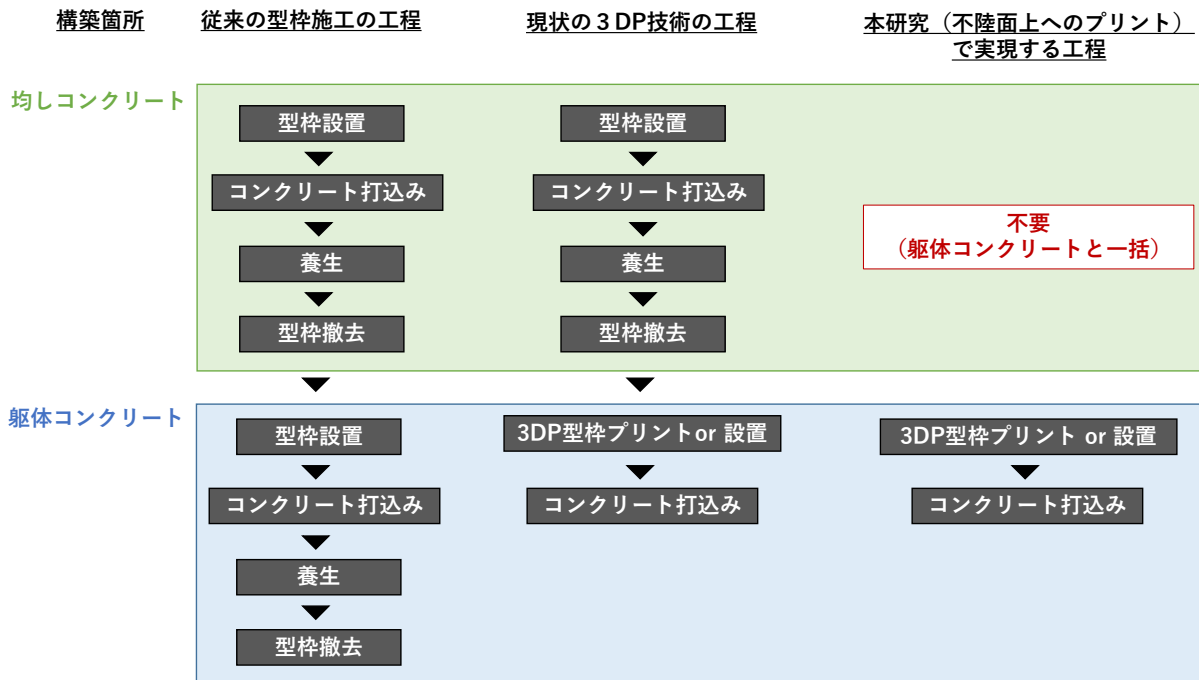 構築箇所
従来の型枠施工の工程
現状の３DP技術の工程
本研究（不陸面上へのプリント）
で実現する工程
均しコンクリート
型枠設置
コンクリート打込み
養生
型枠撤去
型枠設置
コンクリート打込み
養生
型枠撤去
不要
（躯体コンクリートと一括）
躯体コンクリート
型枠設置
コンクリート打込み
養生
型枠撤去
3DP型枠プリントor 設置
コンクリート打込み
3DP型枠プリント or 設置
コンクリート打込み